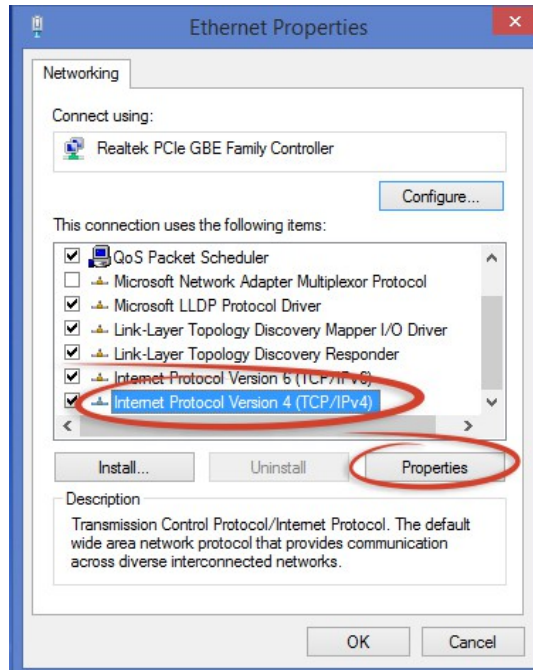 Ethernet Properties
Networking
Connect using:
Realtek PCIe GBE Family Controller
Configure...
This connection uses the following items:
QoS Packet Scheduler
Microsoft Network Adapter Multiplexor Protocol
Microsoft LLDP Protocol Driver
Link-Layer Topology Discovery Mapper I/O Driver
Link-Layer Topology Discovery Responder
Internet Protocol Version 6 (TCP/IPv6)
Internet Protocol Version 4 (TCP/IPv4)
Install...
Uninstall
Properties
Description
Transmission Control Protocol/Internet Protocol. The default
wide area network protocol that provides communication
across diverse interconnected networks.
OK
Cancel